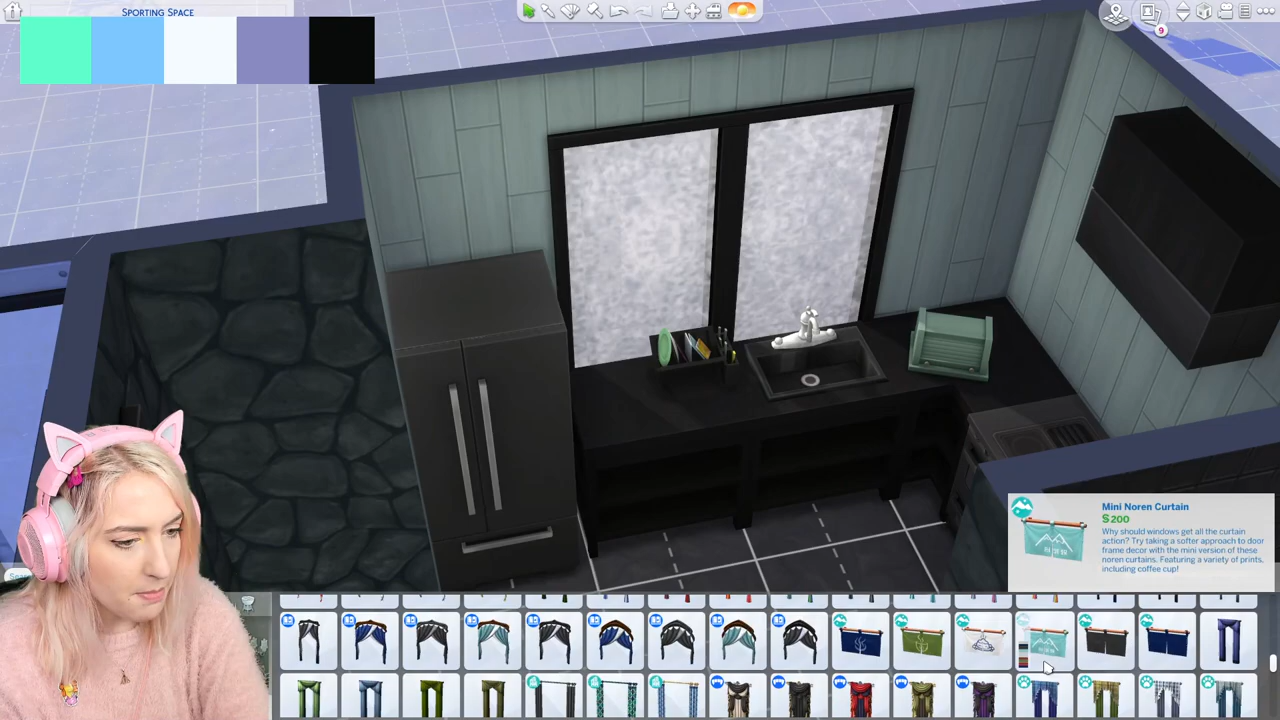 SPORTING SPACE
9
Mini Noren Curtain
§200
Why should windows get all the curtain
action? Try taking a softer approach to door
frame decor with the mini version of these
noren curtains. Featuring a variety of prints,
including coffee cup!